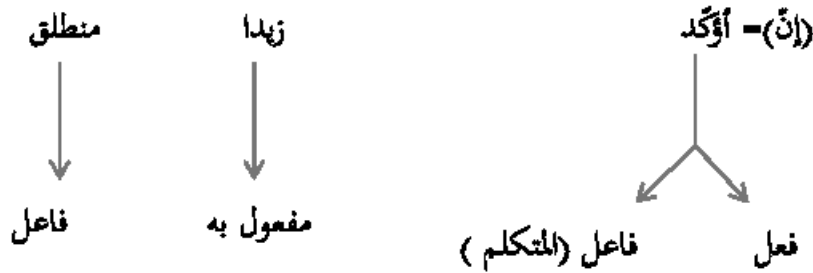 (إنّ)= أؤكّد زيدا منطلق
فعل فاعل (المتكلم ) مفعول به فاعل